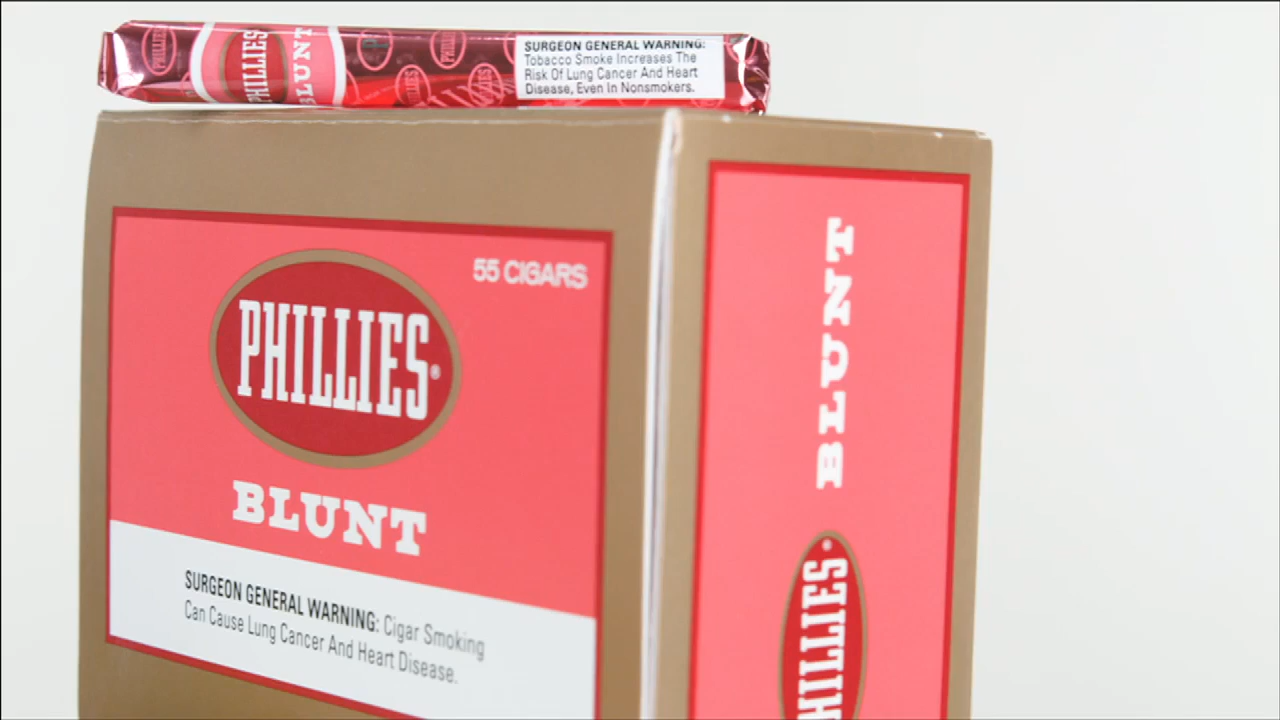 PHILLIES
BLUNT
SURGEON GENERAL WARNING:
Tobacco Smoke Increases The
Risk Of Lung Cancer And Heart
Disease, Even In Nonsmokers.
55 CIGARS
PHILLIES®
BLUNT
SURGEON GENERAL WARNING: Cigar Smoking
Can Cause Lung Cancer And Heart Disease.
BLUNT
PHILLIES